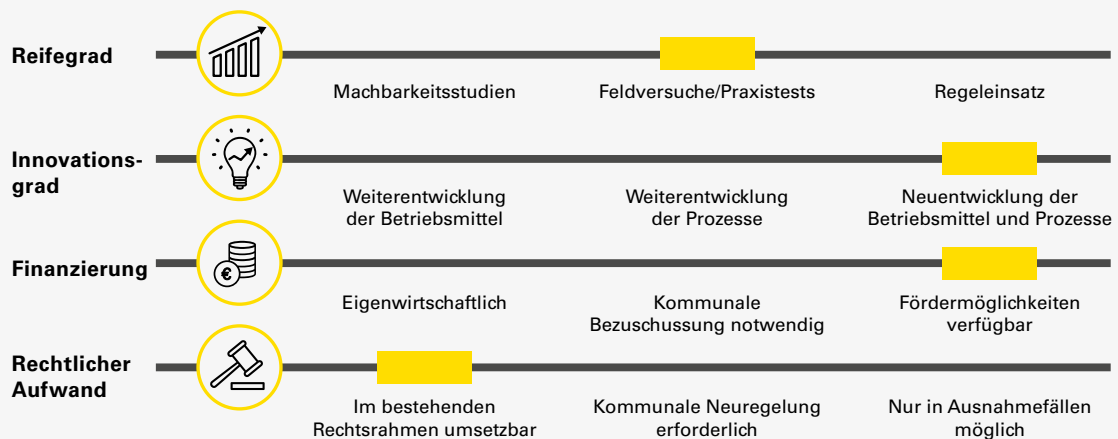 Reifegrad
Machbarkeitsstudien
Feldversuche/Praxistests
Regeleinsatz
Innovations-
grad
Weiterentwicklung
der Betriebsmittel
Weiterentwicklung
der Prozesse
Neuentwicklung der
Betriebsmittel und Prozesse
Finanzierung
€
Eigenwirtschaftlich
Kommunale
Bezuschussung notwendig
Fördermöglichkeiten
verfügbar
Rechtlicher
Aufwand
Im bestehenden
Rechtsrahmen umsetzbar
Kommunale Neuregelung
erforderlich
Nur in Ausnahmefällen
möglich